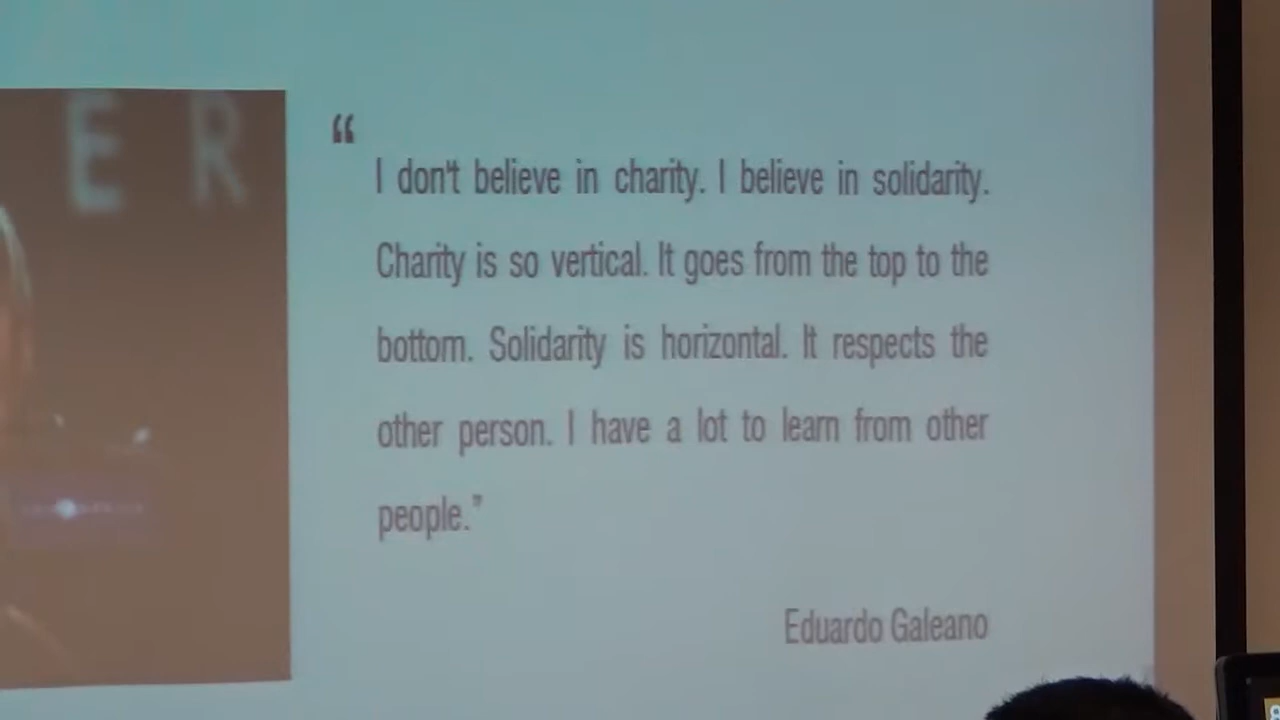 E R
“
I don't believe in charity. I believe in solidarity.
Charity is so vertical. It goes from the top to the
bottom. Solidarity is horizontal. It respects the
other person. I have a lot to learn from other
people.”
Eduardo Galeano